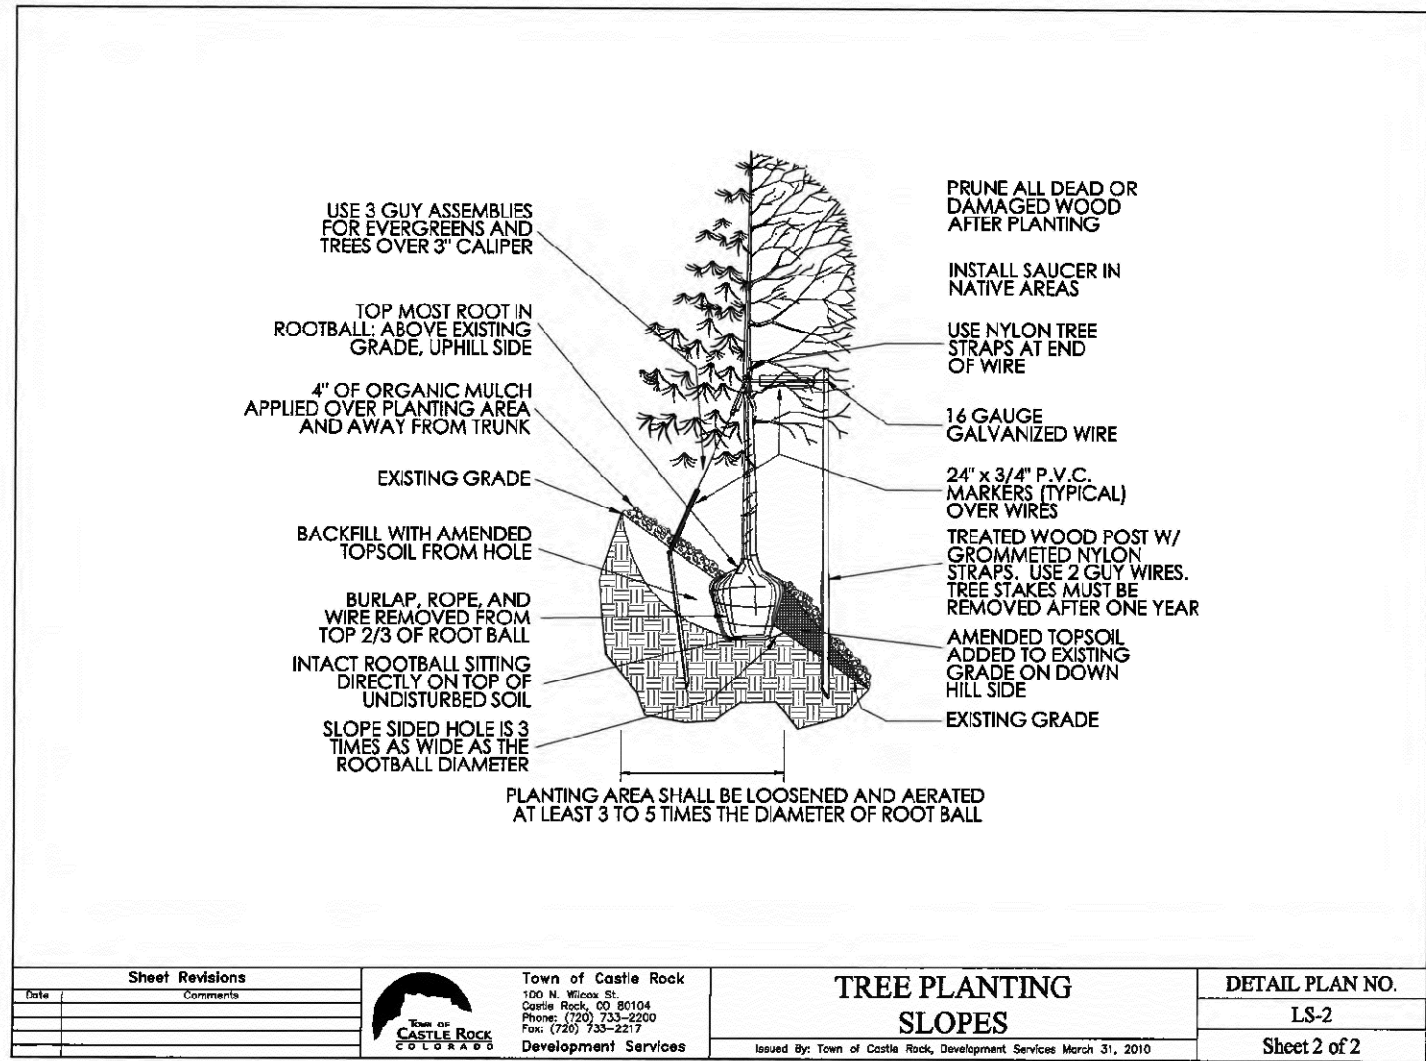 USE 3 GUY ASSEMBLIES
FOR EVERGREENS AND
TREES OVER 3" CALIPER
TOP MOST ROOT IN
ROOTBALL: ABOVE EXISTING
GRADE, UPHILL SIDE
4" OF ORGANIC MULCH
APPLIED OVER PLANTING AREA
AND AWAY FROM TRUNK
EXISTING GRADE
BACKFILL WITH AMENDED
TOPSOIL FROM HOLE
BURLAP, ROPE, AND
WIRE REMOVED FROM
TOP 2/3 OF ROOT BALL
INTACT ROOTBALL SITTING
DIRECTLY ON TOP OF
UNDISTURBED SOIL
SLOPE SIDED HOLE IS 3
TIMES AS WIDE AS THE
ROOTBALL DIAMETER
PRUNE ALL DEAD OR
DAMAGED WOOD
AFTER PLANTING
INSTALL SAUCER IN
NATIVE AREAS
USE NYLON TREE
STRAPS AT END
OF WIRE
16 GAUGE
GALVANIZED WIRE
24" x 3/4" P.V.C.
MARKERS (TYPICAL)
OVER WIRES
TREATED WOOD POST W/
GROMMETED NYLON
STRAPS. USE 2 GUY WIRES.
TREE STAKES MUST BE
REMOVED AFTER ONE YEAR
AMENDED TOPSOIL
ADDED TO EXISTING
GRADE ON DOWN
HILL SIDE
EXISTING GRADE
PLANTING AREA SHALL BE LOOSENED AND AERATED
AT LEAST 3 TO 5 TIMES THE DIAMETER OF ROOT BALL
Sheet Revisions
Date Comments
TOWN OF
CASTLE ROCK
COLORADO
Town of Castle Rock
100 N. Wilcox St.
Castle Rock, CO 80104
Phone: (720) 733-2200
Fax: (720) 733-2217
Development Services
TREE PLANTING
SLOPES
Issued By: Town of Castle Rock, Development Services March 31, 2010
DETAIL PLAN NO.
LS-2
Sheet 2 of 2